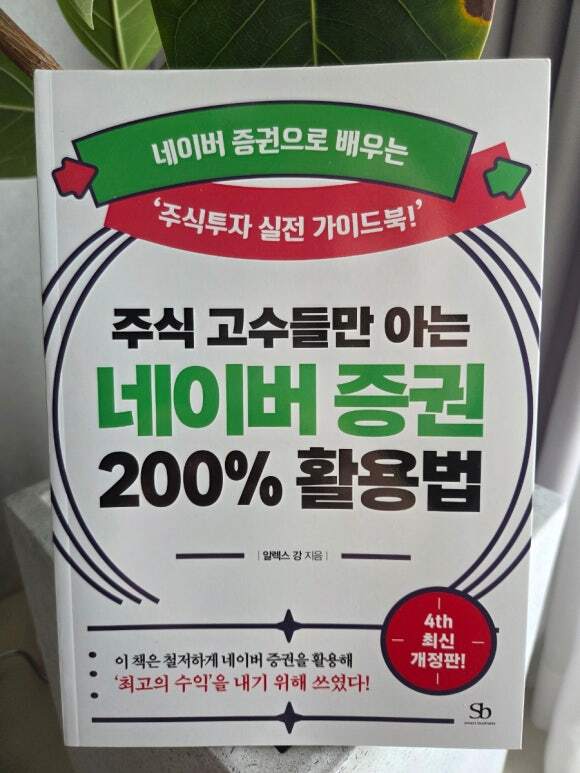 네이버 증권으로 배우는
‘주식투자 실전 가이드북!’
주식 고수들만 아는
네이버 증권
200% 활용법
| 알렉스 강 지음 |
4th
최신
개정판!
이 책은 철저하게 네이버 증권을 활용해
‘최고의 수익’을 내기 위해 쓰였다!
Sb
smart business